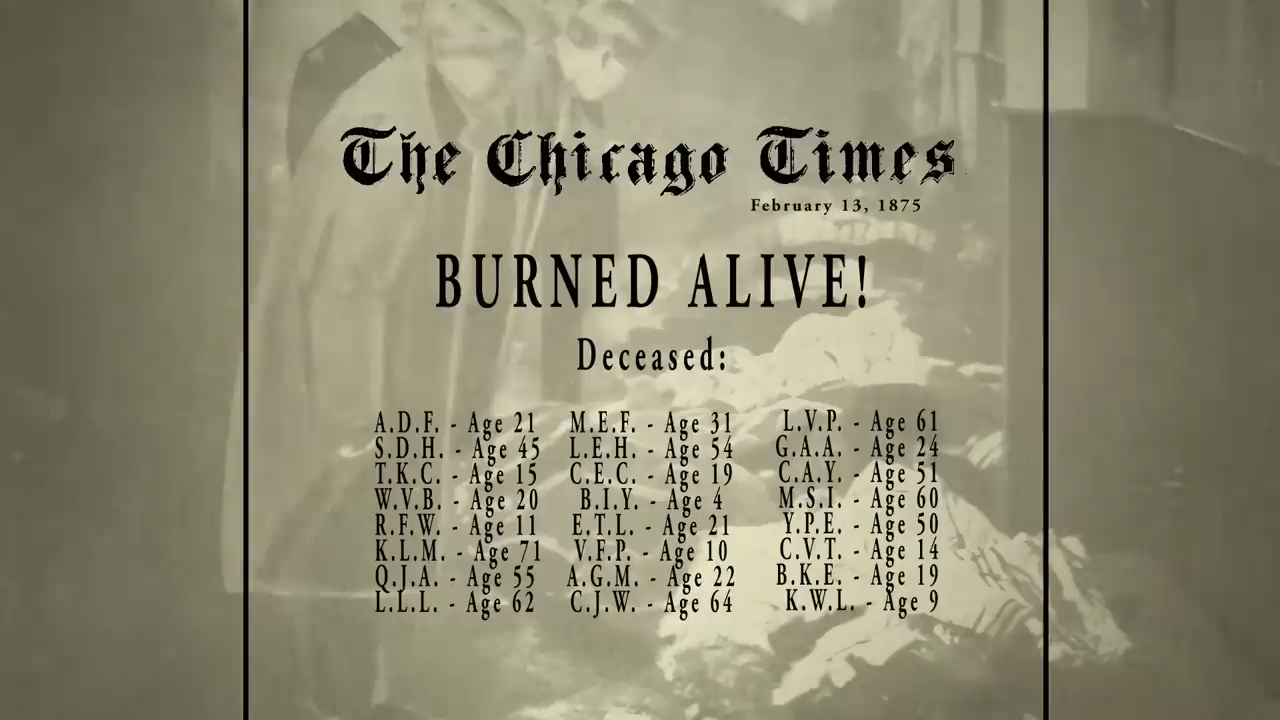 The Chicago Times
February 13, 1875
BURNED ALIVE!
Deceased:
A.D.F. - Age 21 M.E.F. - Age 31 L.V.P. - Age 61
S.D.H. - Age 45 L.E.H. - Age 54 G.A.A. - Age 24
T.K.C. - Age 15 C.E.C. - Age 19 C.A.Y. - Age 51
W.V.B. - Age 20 B.I.Y. - Age 4 M.S.I. - Age 60
R.F.W. - Age 11 E.T.L. - Age 21 Y.P.E. - Age 50
K.L.M. - Age 71 V.F.P. - Age 10 C.V.T. - Age 14
Q.J.A. - Age 55 A.G.M. - Age 22 B.K.E. - Age 19
L.L.L. - Age 62 C.J.W. - Age 64 K.W.L. - Age 9